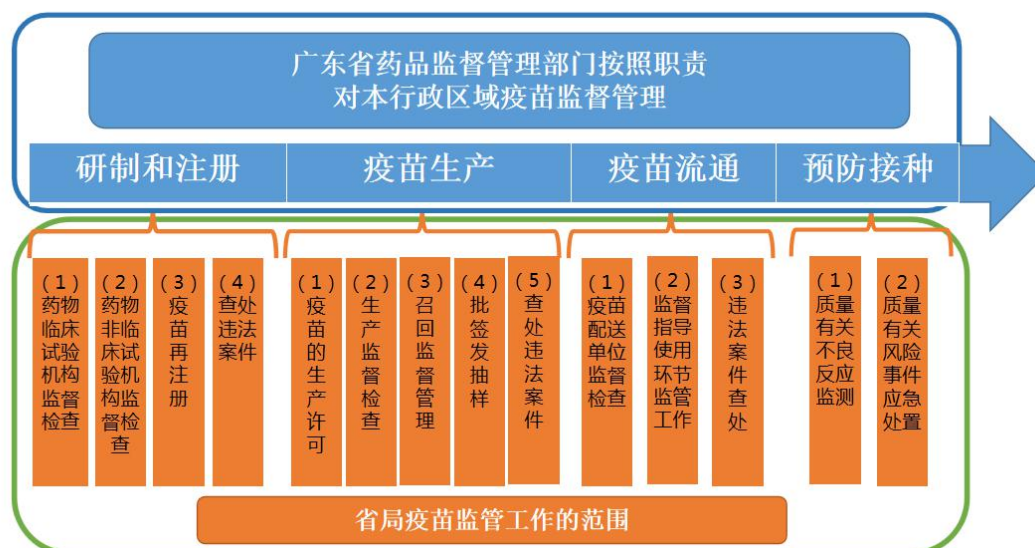 广东省药品监督管理部门按照职责
对本行政区域疫苗监督管理
研制和注册
疫苗生产
疫苗流通
预防接种
(1)药物临床试验机构监督检查
(2)药物非临床试验机构监督检查
(3)疫苗再注册
(4)查处违法案件
(1)疫苗的生产许可
(2)生产监督检查
(3)召回监督管理
(4)批签发抽样
(5)查处违法案件
(1)疫苗配送单位监督检查
(2)监督指导使用环节监管工作
(3)违法案件查处
(1)质量有关不良反应监测
(2)质量有关风险事件应急处置
省局疫苗监管工作的范围